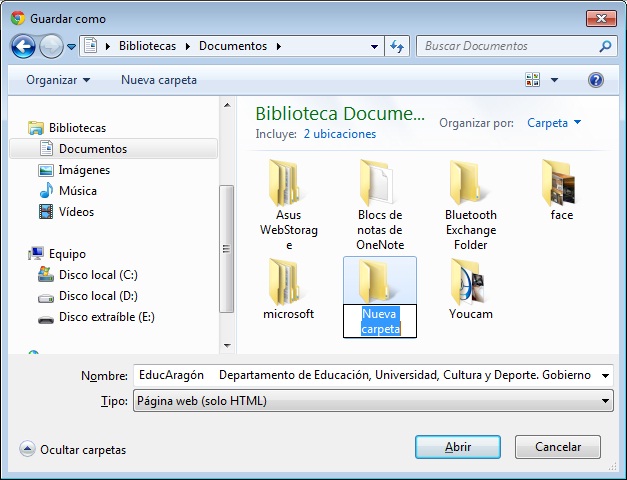 Guardar como
Bibliotecas Documentos
Buscar Documentos
Organizar Nueva carpeta
Bibliotecas
Documentos
Imágenes
Música
Vídeos
Equipo
Disco local (C:)
Disco local (D:)
Disco extraíble (E:)
Biblioteca Docume...
Incluye: 2 ubicaciones
Organizar por: Carpeta
Asus
WebStorag
e
Blocs de
notas de
OneNote
Bluetooth
Exchange
Folder
face
microsoft
Nueva
carpeta
Youcam
Nombre: EducAragón Departamento de Educación, Universidad, Cultura y Deporte. Gobierno
Tipo: Página web (solo HTML)
Ocultar carpetas
Abrir
Cancelar